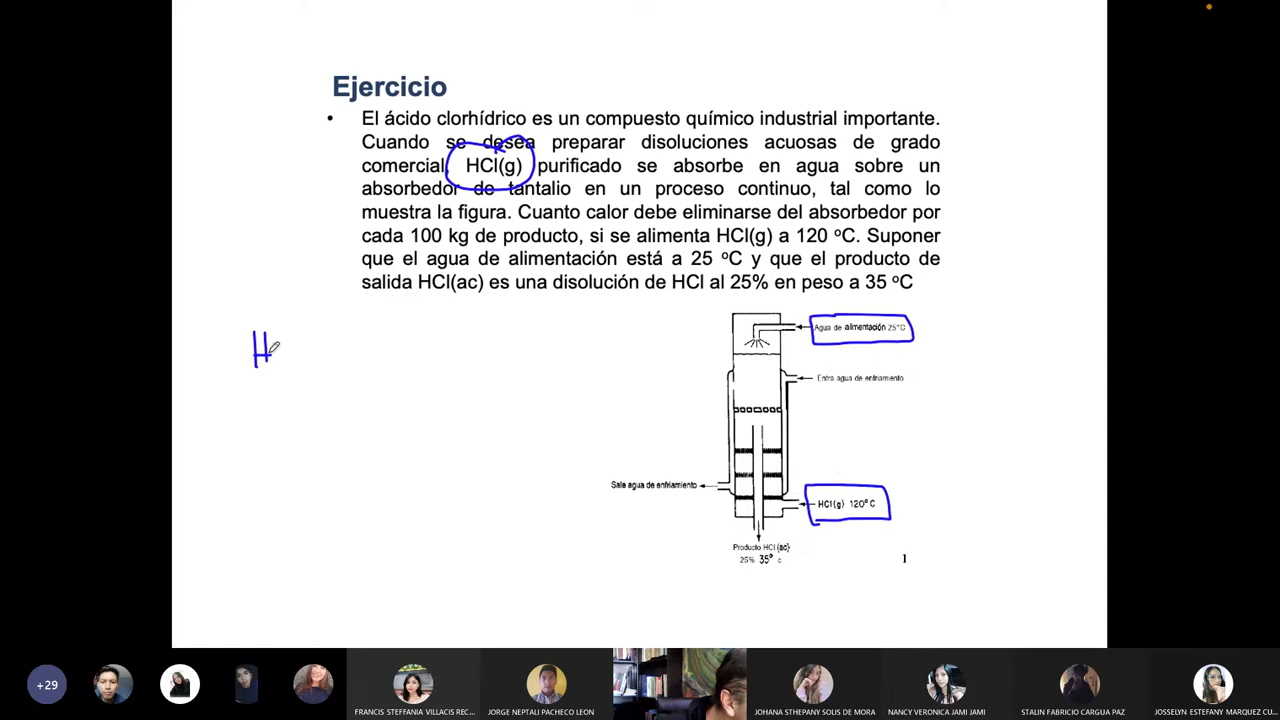 Ejercicio
• El ácido clorhídrico es un compuesto químico industrial importante.
Cuando se desea preparar disoluciones acuosas de grado
comercial, HCl(g) purificado se absorbe en agua sobre un
absorbedor de tantalio en un proceso continuo, tal como lo
muestra la figura. Cuanto calor debe eliminarse del absorbedor por
cada 100 kg de producto, si se alimenta HCl(g) a 120 ºC. Suponer
que el agua de alimentación está a 25 ºC y que el producto de
salida HCl(ac) es una disolución de HCl al 25% en peso a 35 ºC
H
Agua de alimentación 25°C
Entra agua de enfriamiento
Sale agua de enfriamiento
HCl(g) 120°C
Producto HCl (ac)
25% 35° c
1
+29
FRANCIS STEFFANIA VILLACIS REC...
JORGE NEPTALI PACHECO LEON
JOHANA STHEPANY SOLIS DE MORA
NANCY VERONICA JAMI JAMI
STALIN FABRICIO CARGUA PAZ
JOSSELYN ESTEFANY MARQUEZ CU...